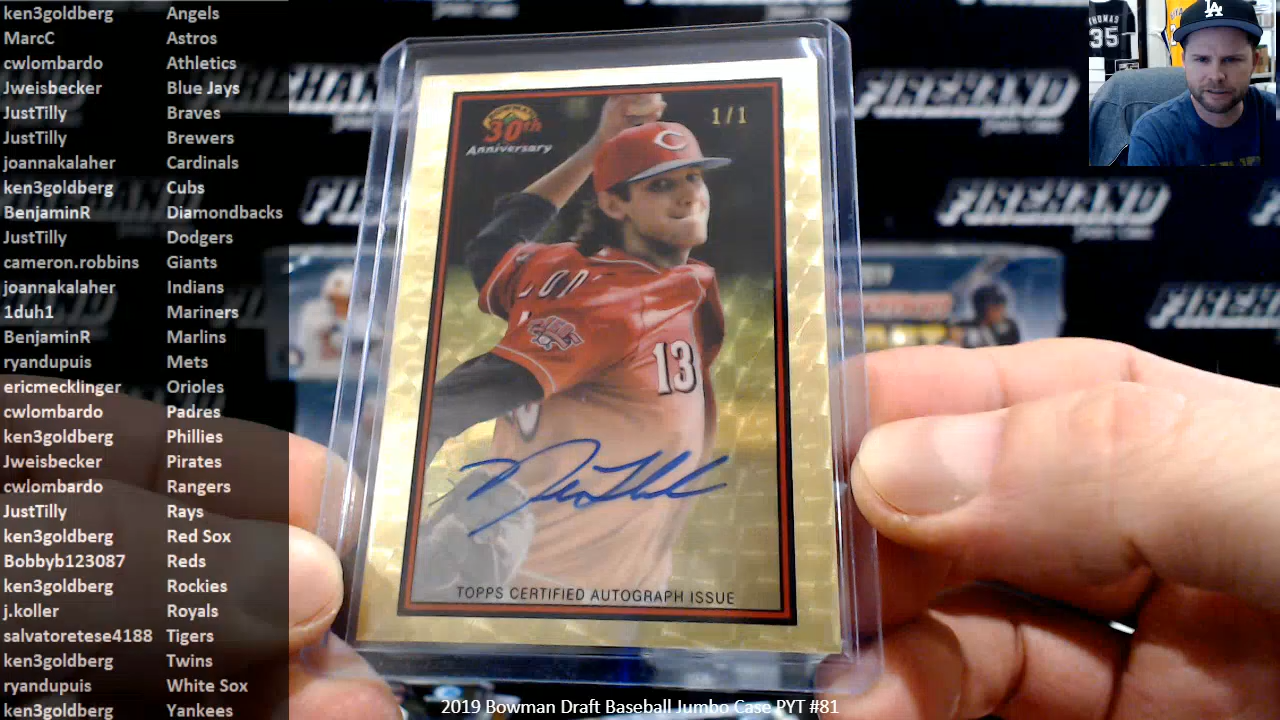 ken3goldberg Angels
MarcC Astros
cwlombardo Athletics
Jweisbecker Blue Jays
JustTilly Braves
JustTilly Brewers
joannakalaher Cardinals
ken3goldberg Cubs
BenjaminR Diamondbacks
JustTilly Dodgers
cameron.robbins Giants
joannakalaher Indians
1duh1 Mariners
BenjaminR Marlins
ryandupuis Mets
ericmecklinger Orioles
cwlombardo Padres
ken3goldberg Phillies
Jweisbecker Pirates
cwlombardo Rangers
JustTilly Rays
ken3goldberg Red Sox
Bobbyb123087 Reds
ken3goldberg Rockies
j.koller Royals
salvatoretese4188 Tigers
ken3goldberg Twins
ryandupuis White Sox
ken3goldberg Yankees
30th
Anniversary
1/1
C
13
TOPPS CERTIFIED AUTOGRAPH ISSUE
FIREHAND
FIREHAND
FIREHAND
THOMAS
35
LA
2019 Bowman Draft Baseball Jumbo Case PYT #81